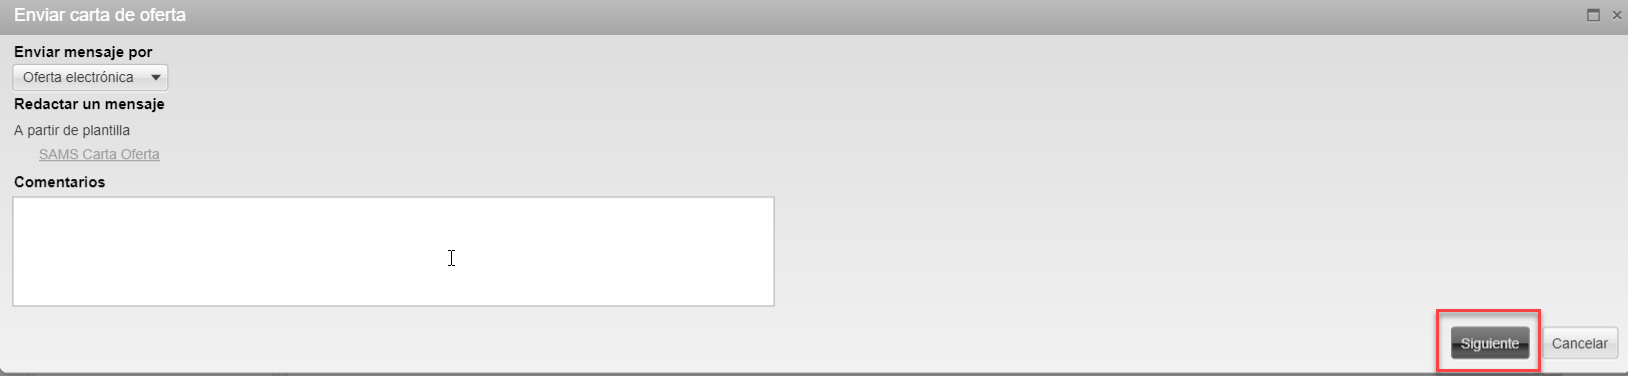 Enviar carta de oferta
Enviar mensaje por
Oferta electrónica
Redactar un mensaje
A partir de plantilla
SAMS Carta Oferta
Comentarios
Siguiente
Cancelar